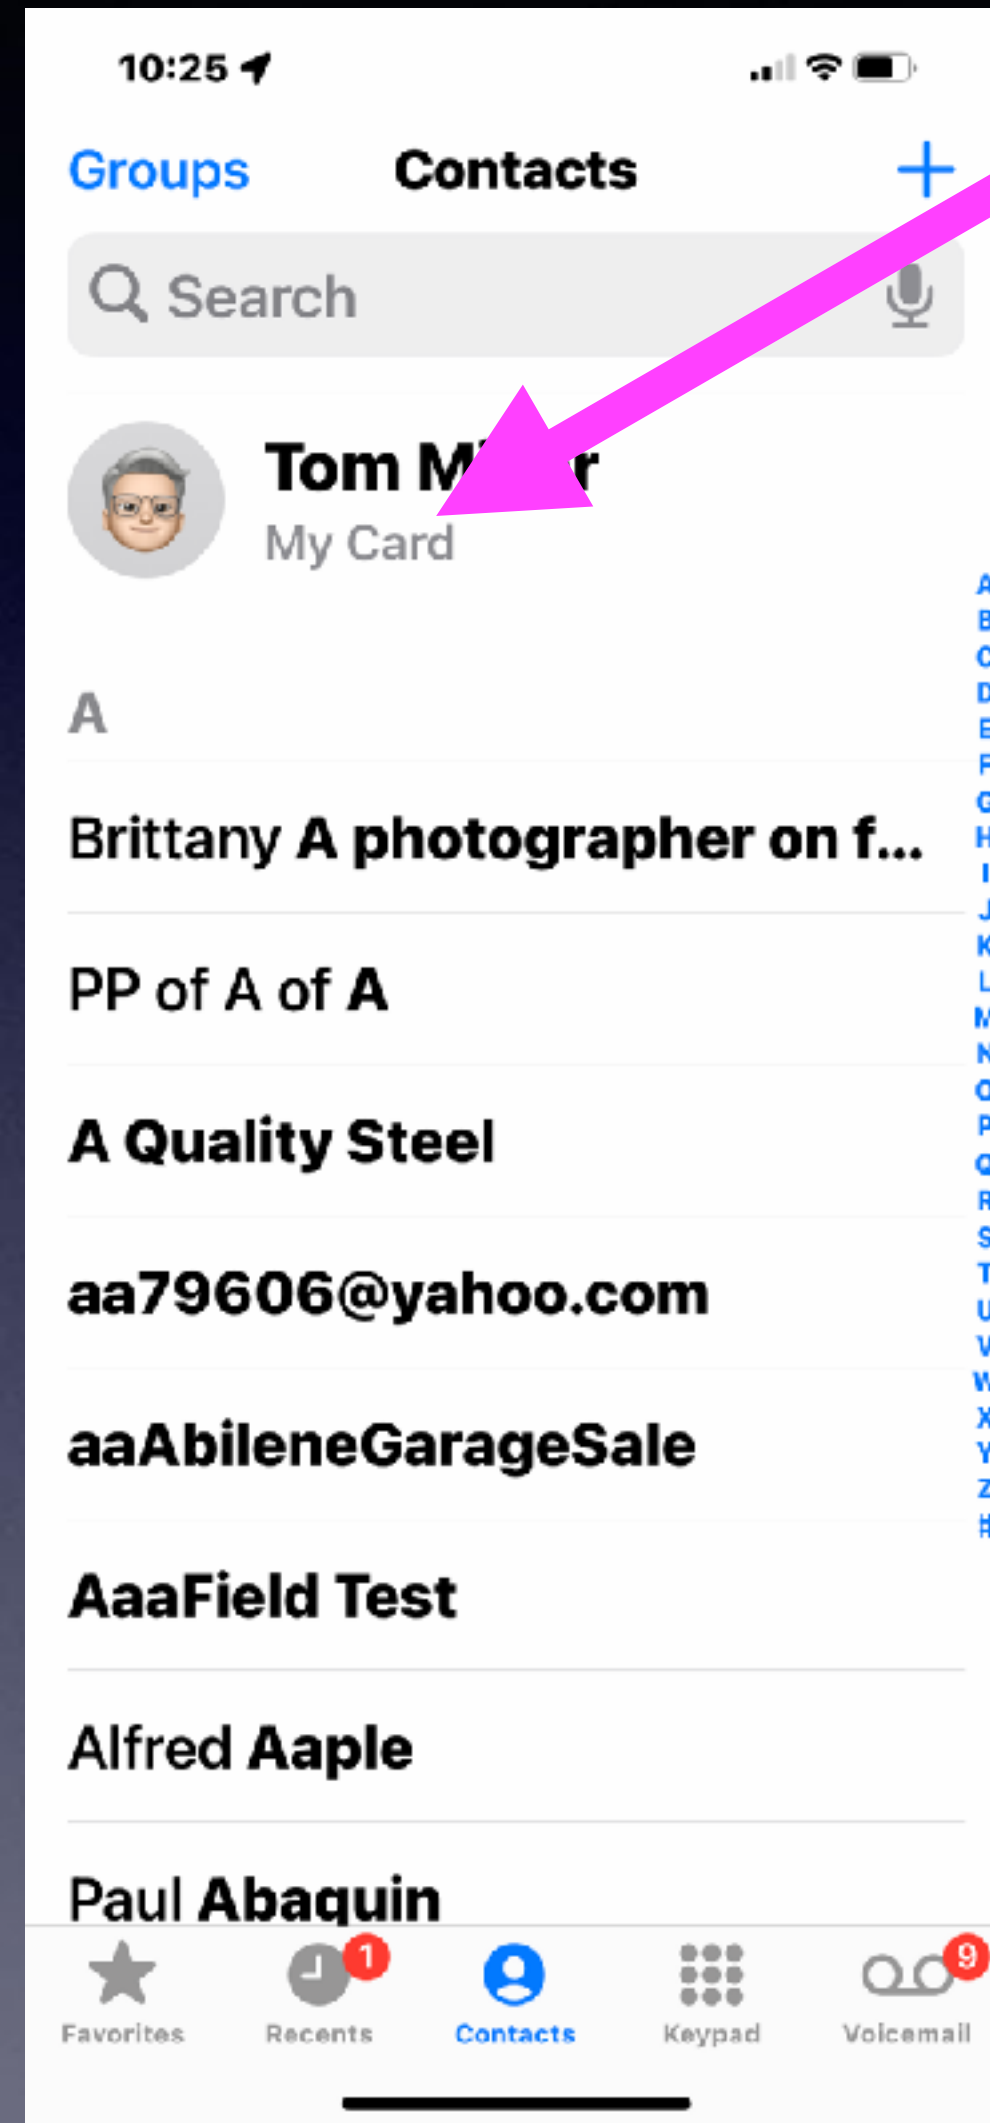 10:25
Groups Contacts +
Search
Tom
My Card
A
Brittany A photographer on f...
PP of A of A
A Quality Steel
aa79606@yahoo.com
aaAbileneGarageSale
AaaField Test
Alfred Aaple
Paul Abaquin
A
B
C
D
E
F
G
H
I
J
K
L
M
N
O
P
Q
R
S
T
U
V
W
X
Y
Z
#
1 9
Favorites Recents Contacts Keypad Voicemail